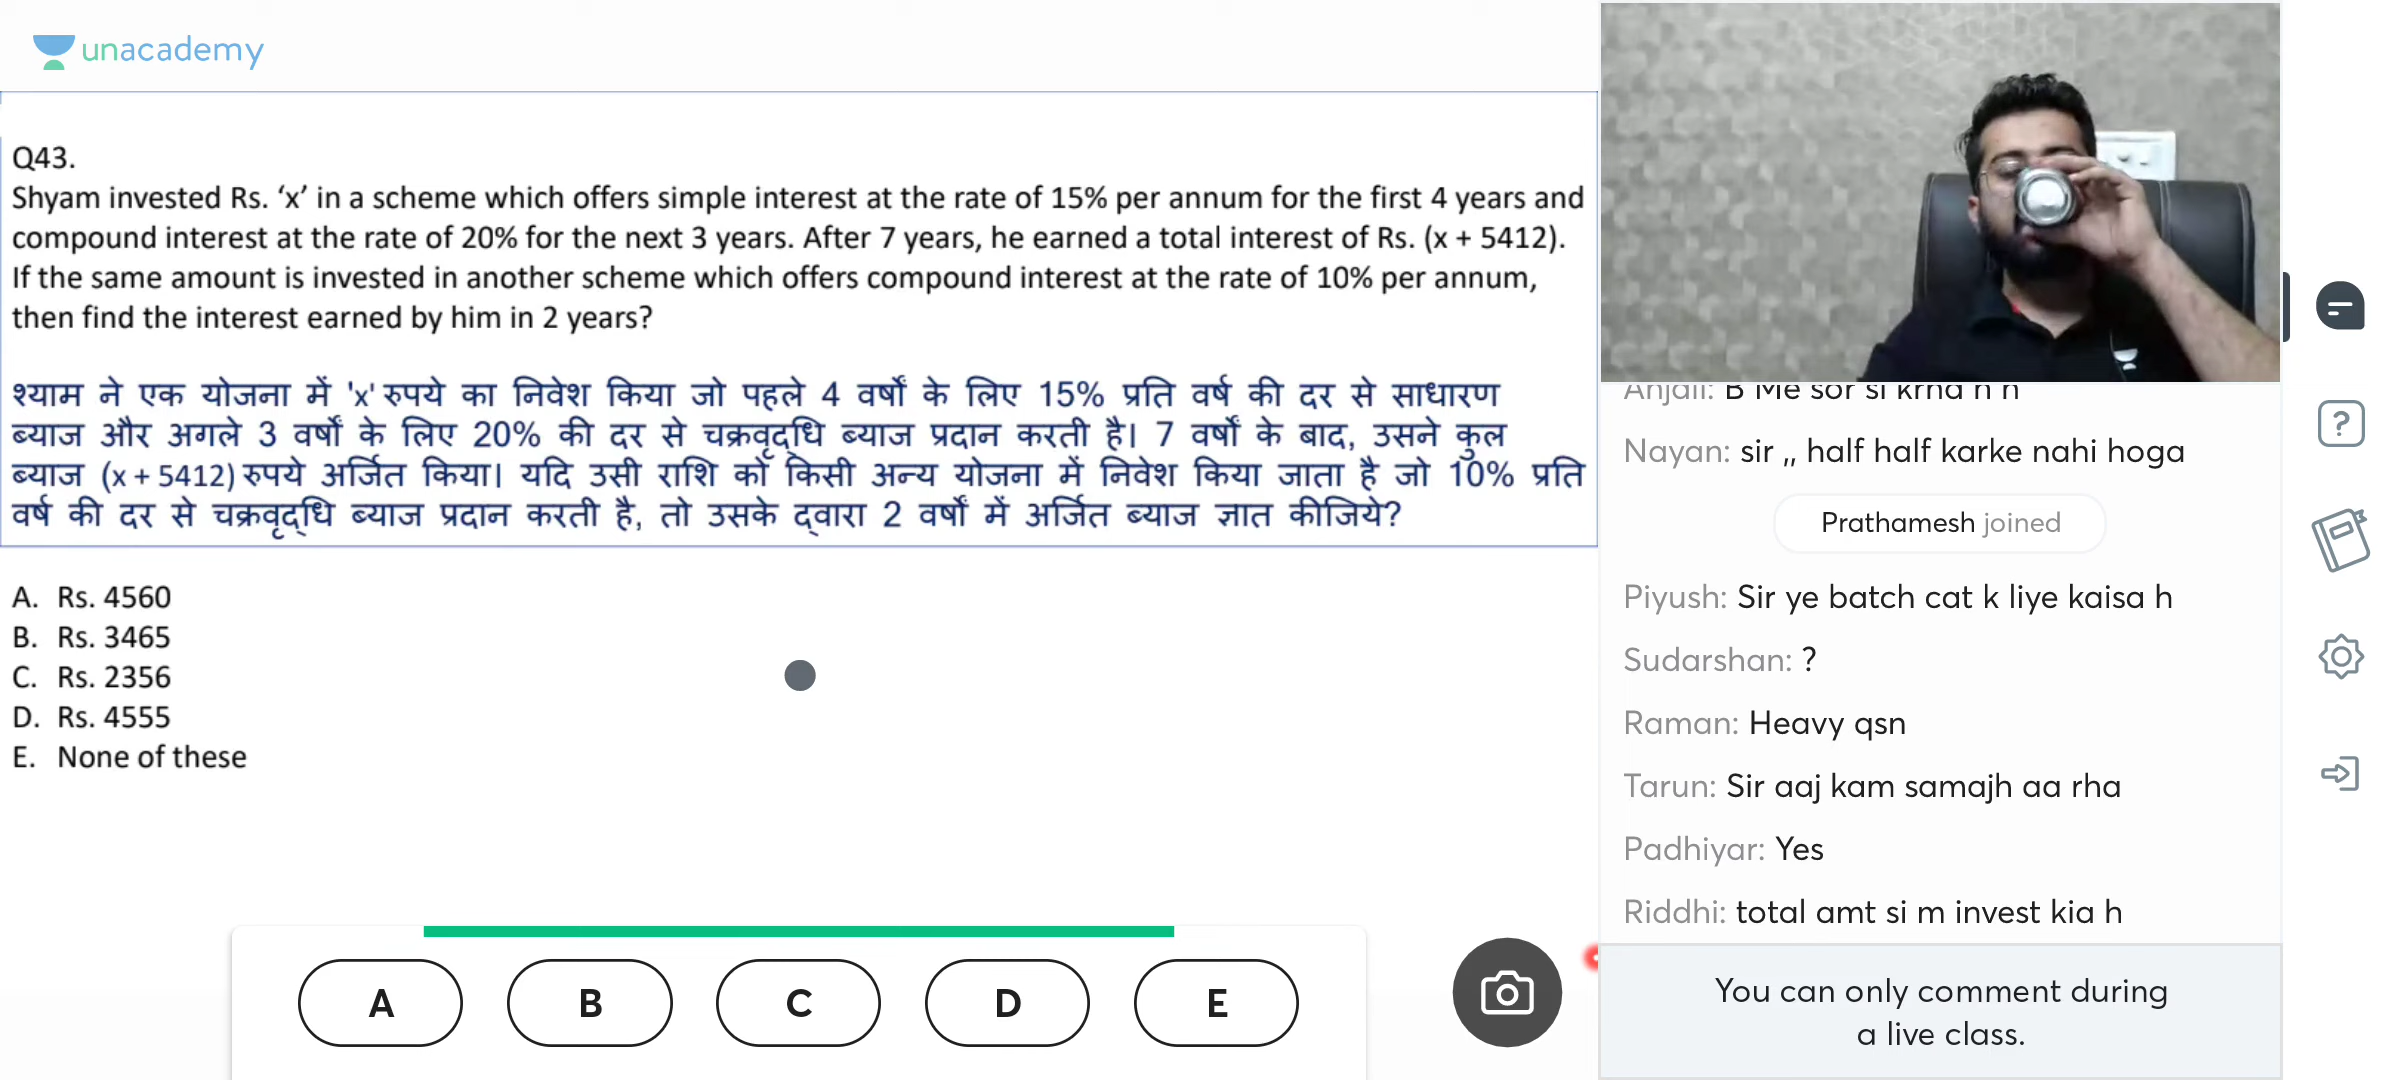 unacademy
Q43.
Shyam invested Rs. ‘x’ in a scheme which offers simple interest at the rate of 15% per annum for the first 4 years and
compound interest at the rate of 20% for the next 3 years. After 7 years, he earned a total interest of Rs. (x + 5412).
If the same amount is invested in another scheme which offers compound interest at the rate of 10% per annum,
then find the interest earned by him in 2 years?
श्याम ने एक योजना में 'x' रुपये का निवेश किया जो पहले 4 वर्षों के लिए 15% प्रति वर्ष की दर से साधारण
ब्याज और अगले 3 वर्षों के लिए 20% की दर से चक्रवृद्धि ब्याज प्रदान करती है। 7 वर्षों के बाद, उसने कुल
ब्याज (x + 5412) रुपये अर्जित किया। यदि उसी राशि को किसी अन्य योजना में निवेश किया जाता है जो 10% प्रति
वर्ष की दर से चक्रवृद्धि ब्याज प्रदान करती है, तो उसके द्वारा 2 वर्षों में अर्जित ब्याज ज्ञात कीजिये?
A. Rs. 4560
B. Rs. 3465
C. Rs. 2356
D. Rs. 4555
E. None of these
A B C D E
Anjali: B Me sor si krna h h
Nayan: sir ,, half half karke nahi hoga
Prathamesh joined
Piyush: Sir ye batch cat k liye kaisa h
Sudarshan: ?
Raman: Heavy qsn
Tarun: Sir aaj kam samajh aa rha
Padhiyar: Yes
Riddhi: total amt si m invest kia h
You can only comment during
a live class.